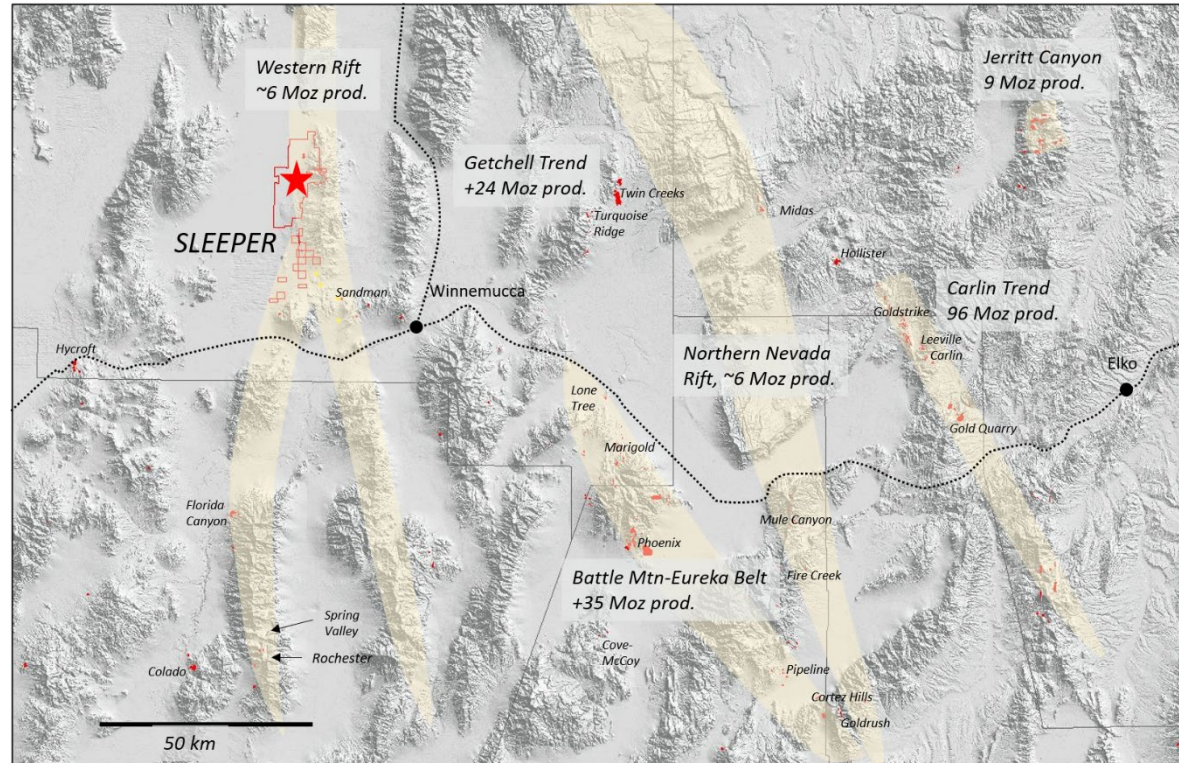 Western Rift
~6 Moz prod.
Jerritt Canyon
9 Moz prod.
Getchell Trend
+24 Moz prod.
Twin Creeks
Turquoise
Ridge
Midas
SLEEPER
Hollister
Sandman
Winnemucca
Carlin Trend
96 Moz prod.
Goldstrike
Leeville
Carlin
Hycroft
Northern Nevada
Rift, ~6 Moz prod.
Elko
Lone
Tree
Gold Quarry
Marigold
Florida
Canyon
Mule Canyon
Phoenix
Battle Mtn-Eureka Belt
+35 Moz prod.
Fire Creek
Spring
Valley
Rochester
Colado
Cove-
McCoy
Pipeline
Cortez Hills
Goldrush
50 km